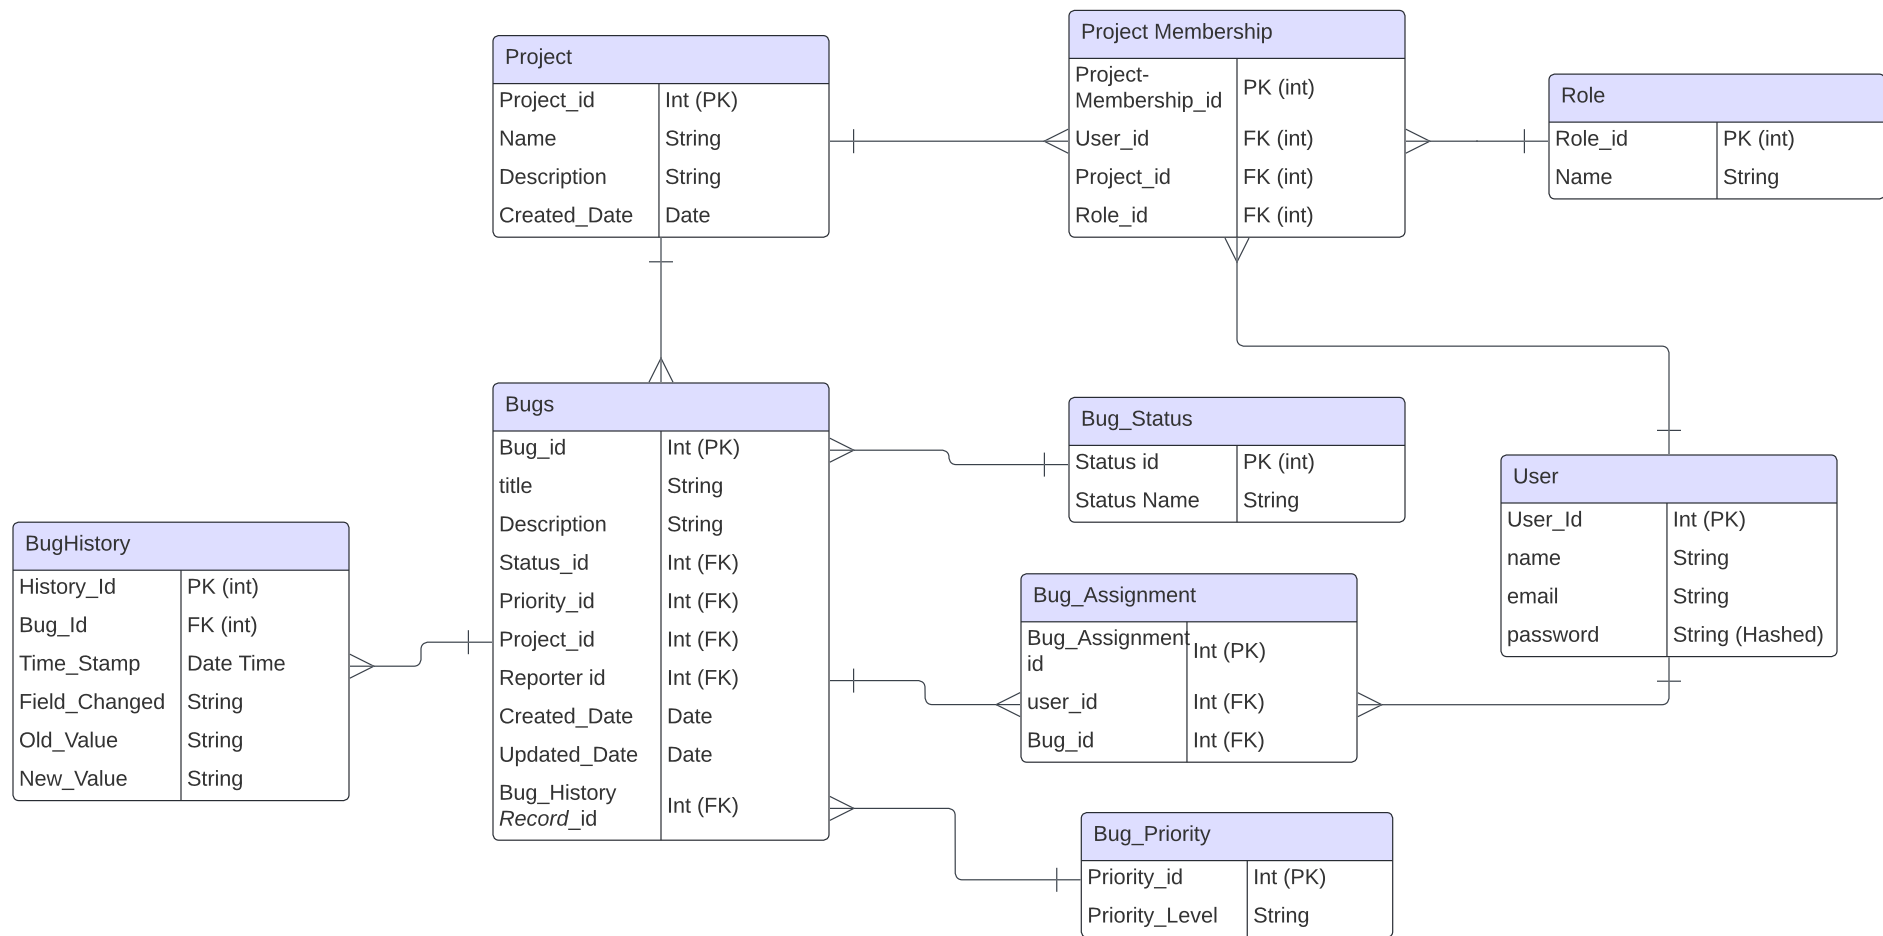 Project
Project_id Int (PK)
Name String
Description String
Created_Date Date
Project Membership
Project-
Membership_id PK (int)
User_id FK (int)
Project_id FK (int)
Role_id FK (int)
Role
Role_id PK (int)
Name String
Bugs
Bug_id Int (PK)
title String
Description String
Status_id Int (FK)
Priority_id Int (FK)
Project_id Int (FK)
Reporter id Int (FK)
Created_Date Date
Updated_Date Date
Bug_History
Record_id Int (FK)
Bug_Status
Status id PK (int)
Status Name String
User
User_Id Int (PK)
name String
email String
password String (Hashed)
BugHistory
History_Id PK (int)
Bug_Id FK (int)
Time_Stamp Date Time
Field_Changed String
Old_Value String
New_Value String
Bug_Assignment
Bug_Assignment
id Int (PK)
user_id Int (FK)
Bug_id Int (FK)
Bug_Priority
Priority_id Int (PK)
Priority_Level String